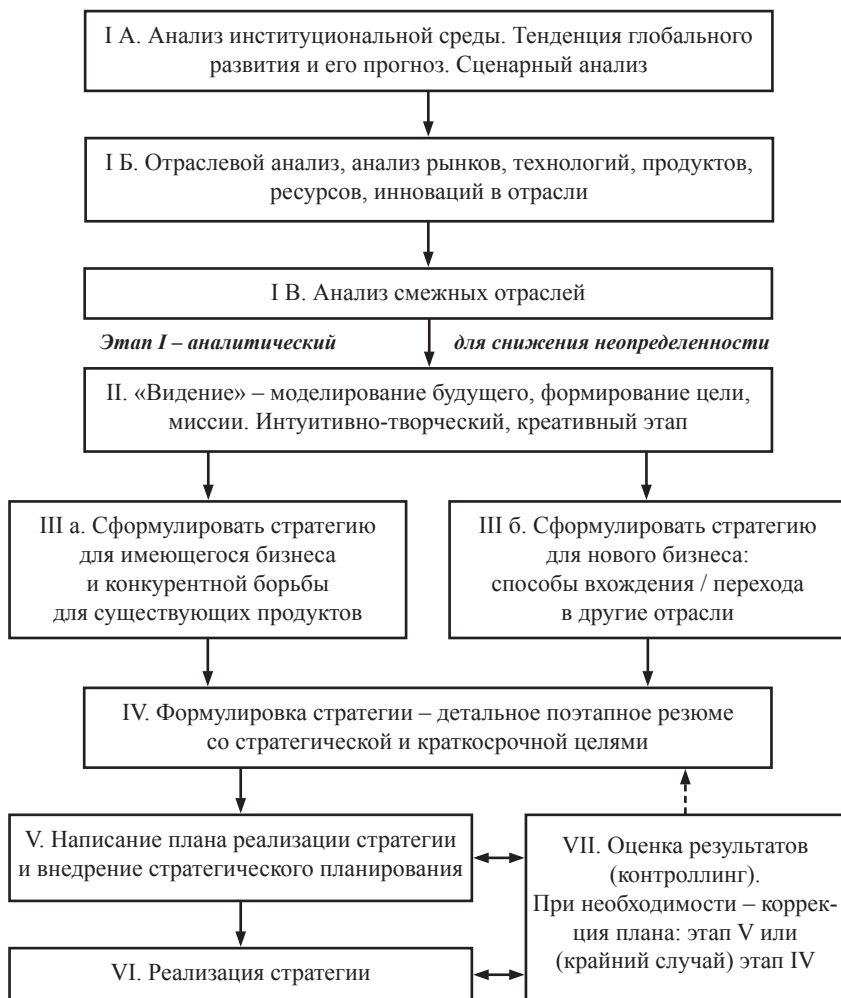 I А. Анализ институциональной среды. Тенденция глобального
развития и его прогноз. Сценарный анализ
I Б. Отраслевой анализ, анализ рынков, технологий, продуктов,
ресурсов, инноваций в отрасли
I В. Анализ смежных отраслей
Этап I – аналитический для снижения неопределенности
II. «Видение» – моделирование будущего, формирование цели,
миссии. Интуитивно-творческий, креативный этап
III а. Сформулировать стратегию
для имеющегося бизнеса
и конкурентной борьбы
для существующих продуктов
III б. Сформулировать стратегию
для нового бизнеса:
способы вхождения / перехода
в другие отрасли
IV. Формулировка стратегии – детальное поэтапное резюме
со стратегической и краткосрочной целями
V. Написание плана реализации стратегии
и внедрение стратегического планирования
VI. Реализация стратегии
VII. Оценка результатов
(контроллинг).
При необходимости – коррек-
ция плана: этап V или
(крайний случай) этап IV